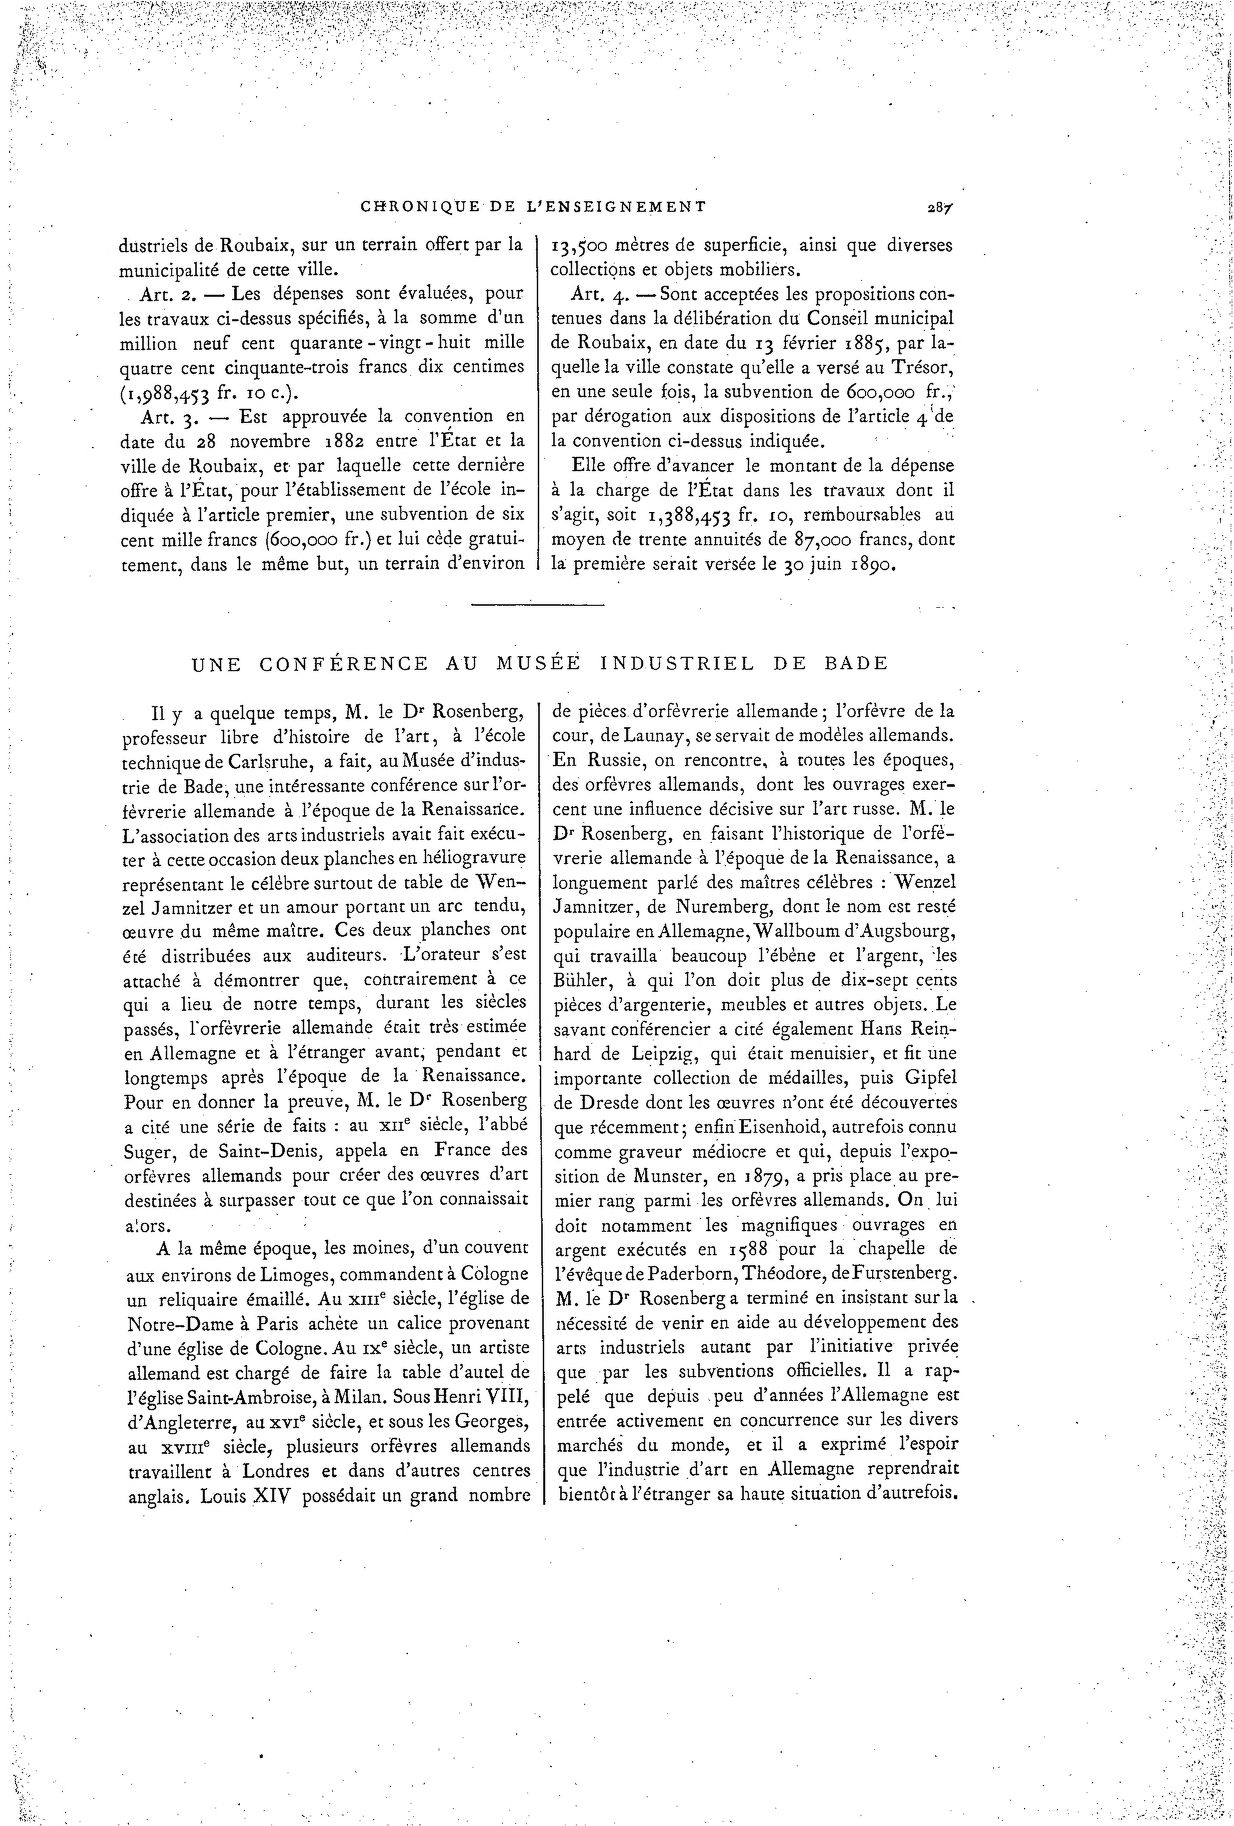 CHRONIQUE DE L'ENSEIGNEMENT 287
dustriels de Roubaix, sur un terrain offert par la
municipalité de cette ville.
Art. 2. — Les dépenses sont évaluées, pour
les travaux ci-dessus spécifiés, à la somme d'un
million neuf cent quarante-vingt-huit mille
quatre cent cinquante-trois francs dix centimes
(1,988,453 fr. 10 c.).
Art. 3. — Est approuvée la convention en
date du 28 novembre 1882 entre l'État et la
ville de Roubaix, et par laquelle cette dernière
offre à l'État, pour l'établissement de l'école in-
diquée à l'article premier, une subvention de six
cent mille francs (600,000 fr.) et lui cède gratui-
tement, dans le même but, un terrain d'environ
13,500 mètres de superficie, ainsi que diverses
collections et objets mobiliers.
Art. 4. — Sont acceptées les propositions con-
tenues dans la délibération du Conseil municipal
de Roubaix, en date du 13 février 1885, par la-
quelle la ville constate qu'elle a versé au Trésor,
en une seule fois, la subvention de 600,000 fr.,
par dérogation aux dispositions de l'article 4 de
la convention ci-dessus indiquée.
Elle offre d'avancer le montant de la dépense
à la charge de l'État dans les travaux dont il
s'agit, soit 1,388,453 fr. 10, remboursables au
moyen de trente annuités de 87,000 francs, dont
la première serait versée le 30 juin 1890.
UNE CONFÉRENCE AU MUSÉE INDUSTRIEL DE BADE
Il y a quelque temps, M. le Dr Rosenberg,
professeur libre d'histoire de l'art, à l'école
technique de Carlsruhe, a fait, au Musée d'indus-
trie de Bade, une intéressante conférence sur l'or-
fèvrerie allemande à l'époque de la Renaissance.
L'association des arts industriels avait fait exécu-
ter à cette occasion deux planches en héliogravure
représentant le célèbre surtout de table de Wen-
zel Jamnitzer et un amour portant un arc tendu,
œuvre du même maître. Ces deux planches ont
été distribuées aux auditeurs. L'orateur s'est
attaché à démontrer que, contrairement à ce
qui a lieu de notre temps, durant les siècles
passés, l'orfèvrerie allemande était très estimée
en Allemagne et à l'étranger avant, pendant et
longtemps après l'époque de la Renaissance.
Pour en donner la preuve, M. le Dr Rosenberg
a cité une série de faits : au XIIe siècle, l'abbé
Suger, de Saint-Denis, appela en France des
orfèvres allemands pour créer des œuvres d'art
destinées à surpasser tout ce que l'on connaissait
alors.
A la même époque, les moines, d'un couvent
aux environs de Limoges, commandent à Cologne
un reliquaire émaillé. Au XIIIe siècle, l'église de
Notre-Dame à Paris achète un calice provenant
d'une église de Cologne. Au IXe siècle, un artiste
allemand est chargé de faire la table d'autel de
l'église Saint-Ambroise, à Milan. Sous Henri VIII,
d'Angleterre, au XVIe siècle, et sous les Georges,
au XVIIIe siècle, plusieurs orfèvres allemands
travaillent à Londres et dans d'autres centres
anglais. Louis XIV possédait un grand nombre
de pièces d'orfèvrerie allemande ; l'orfèvre de la
cour, de Launay, se servait de modèles allemands.
En Russie, on rencontre, à toutes les époques,
des orfèvres allemands, dont les ouvrages exer-
cent une influence décisive sur l'art russe. M. le
Dr Rosenberg, en faisant l'historique de l'orfè-
vrerie allemande à l'époque de la Renaissance, a
longuement parlé des maîtres célèbres : Wenzel
Jamnitzer, de Nuremberg, dont le nom est resté
populaire en Allemagne, Wallboum d'Augsbourg,
qui travailla beaucoup l'ébène et l'argent, les
Bühler, à qui l'on doit plus de dix-sept cents
pièces d'argenterie, meubles et autres objets. Le
savant conférencier a cité également Hans Rein-
hard de Leipzig, qui était menuisier, et fit une
importante collection de médailles, puis Gipfel
de Dresde dont les œuvres n'ont été découvertes
que récemment ; enfin Eisenhoid, autrefois connu
comme graveur médiocre et qui, depuis l'expo-
sition de Munster, en 1879, a pris place au pre-
mier rang parmi les orfèvres allemands. On lui
doit notamment les magnifiques ouvrages en
argent exécutés en 1588 pour la chapelle de
l'évêque de Paderborn, Théodore, de Furstenberg.
M. le Dr Rosenberg a terminé en insistant sur la
nécessité de venir en aide au développement des
arts industriels autant par l'initiative privée
que par les subventions officielles. Il a rap-
pelé que depuis peu d'années l'Allemagne est
entrée activement en concurrence sur les divers
marchés du monde, et il a exprimé l'espoir
que l'industrie d'art en Allemagne reprendrait
bientôt à l'étranger sa haute situation d'autrefois.